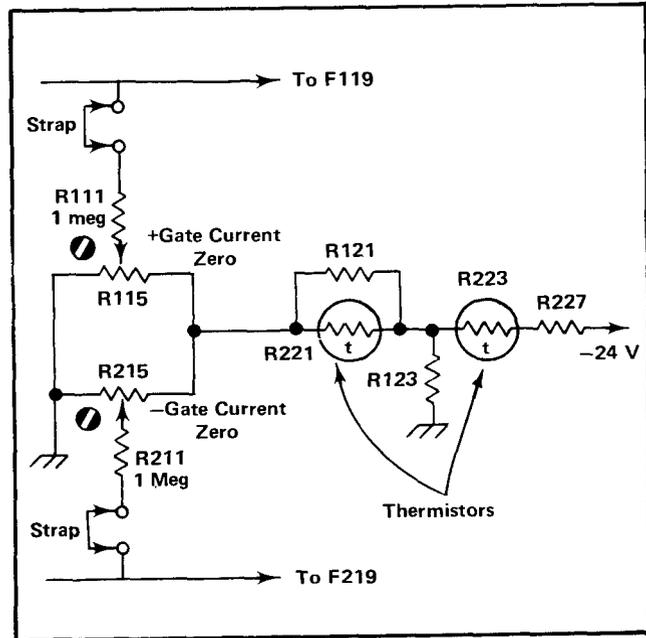 To F119
Strap
R111
1 meg
+Gate Current
Zero
R115
R121
R223
R227
−24 V
R221
t
t
R123
R215
−Gate Current
Zero
R211
1 Meg
Thermistors
Strap
To F219